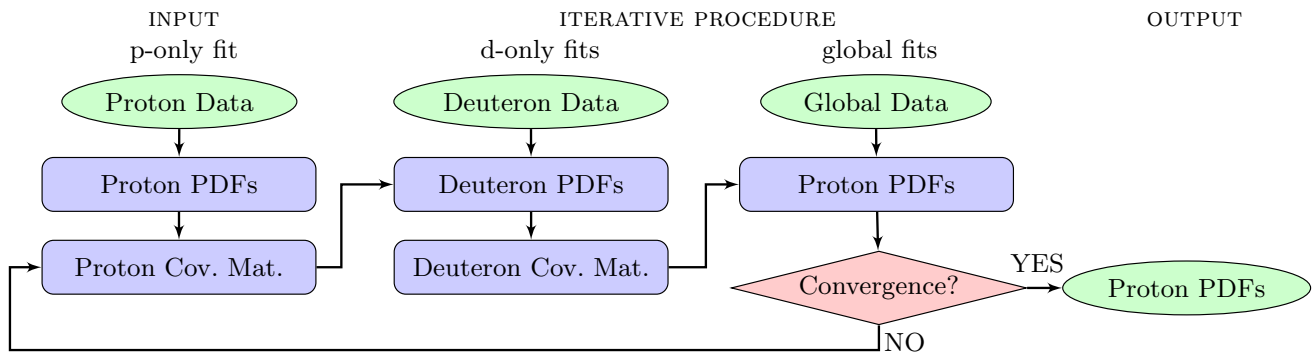 INPUT
ITERATIVE PROCEDURE
OUTPUT
p-only fit
d-only fits
global fits
Proton Data
Deuteron Data
Global Data
Proton PDFs
Deuteron PDFs
Proton PDFs
Proton Cov. Mat.
Deuteron Cov. Mat.
Convergence?
YES
Proton PDFs
NO